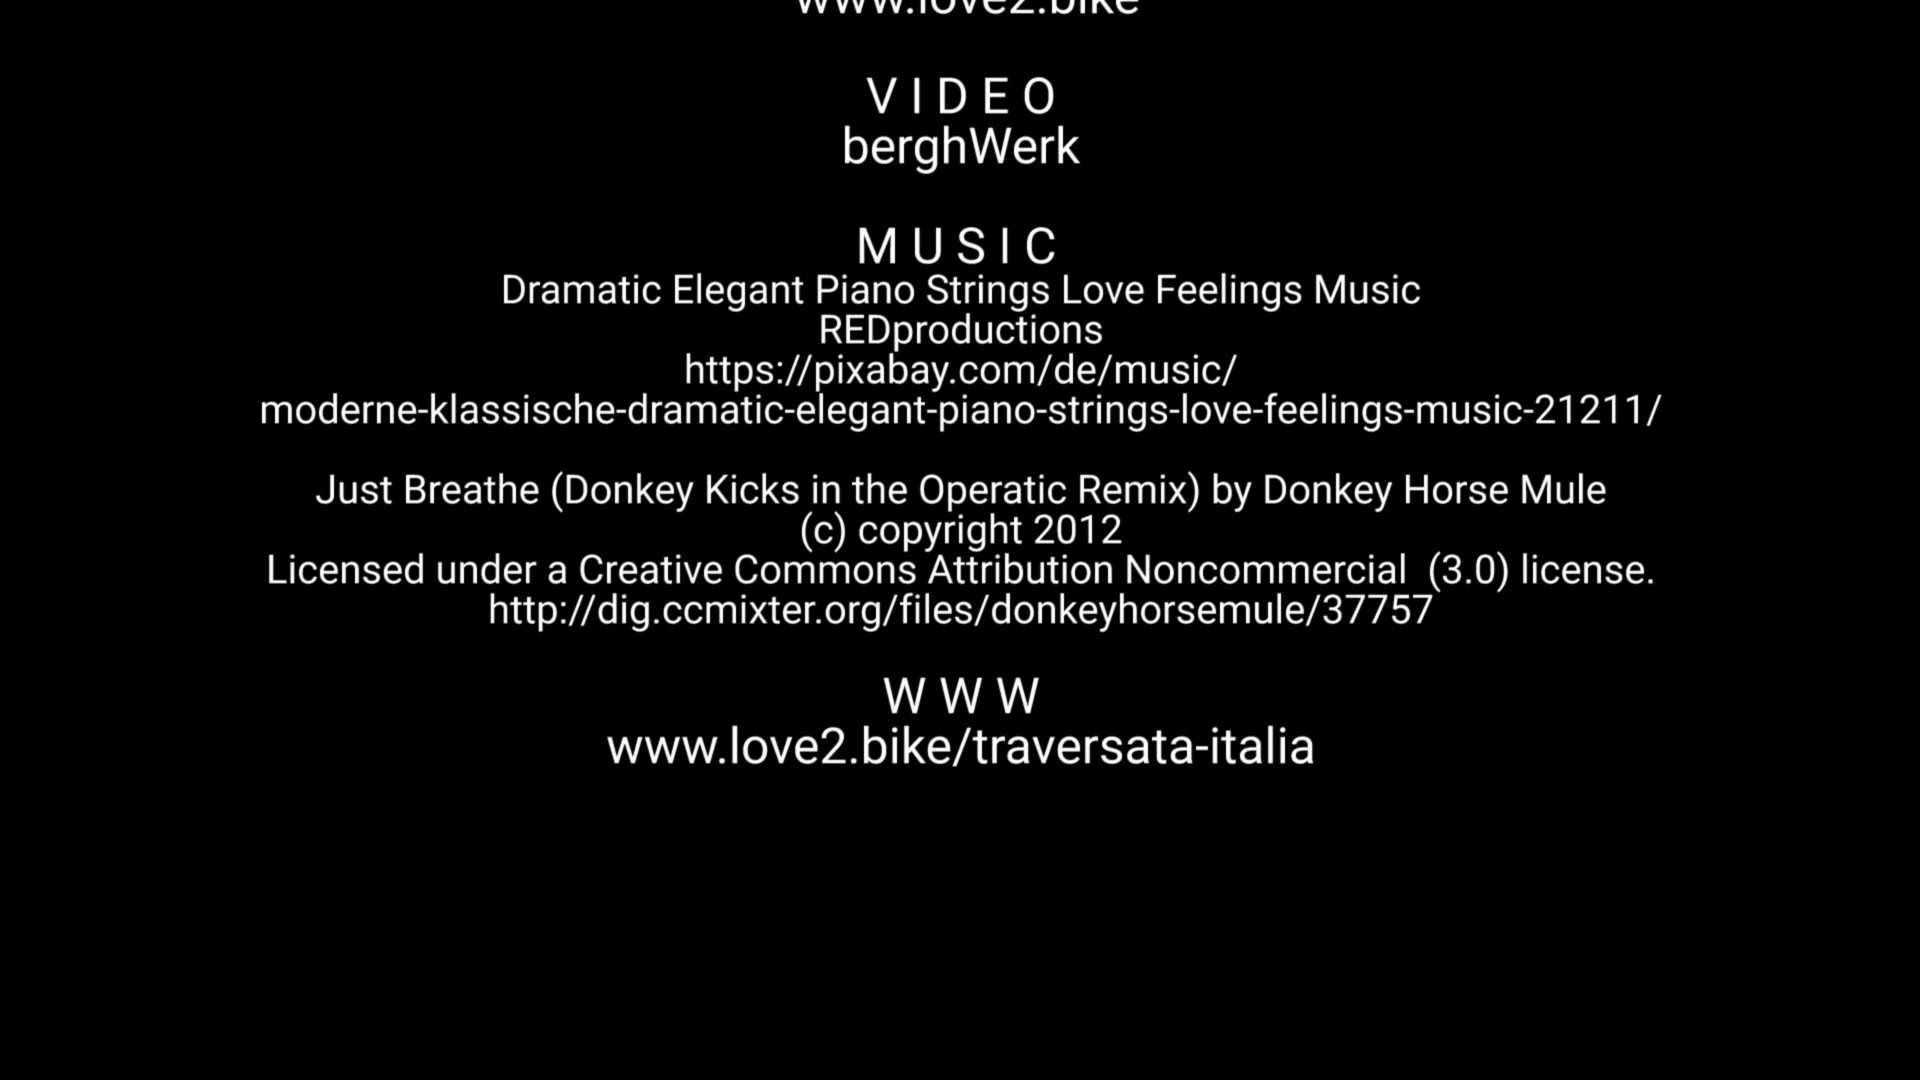 www.love2.bike
V I D E O
berghWerk
M U S I C
Dramatic Elegant Piano Strings Love Feelings Music
REDproductions
https://pixabay.com/de/music/
moderne-klassische-dramatic-elegant-piano-strings-love-feelings-music-21211/
Just Breathe (Donkey Kicks in the Operatic Remix) by Donkey Horse Mule
(c) copyright 2012
Licensed under a Creative Commons Attribution Noncommercial  (3.0) license.
http://dig.ccmixter.org/files/donkeyhorsemule/37757
W W W
www.love2.bike/traversata-italia